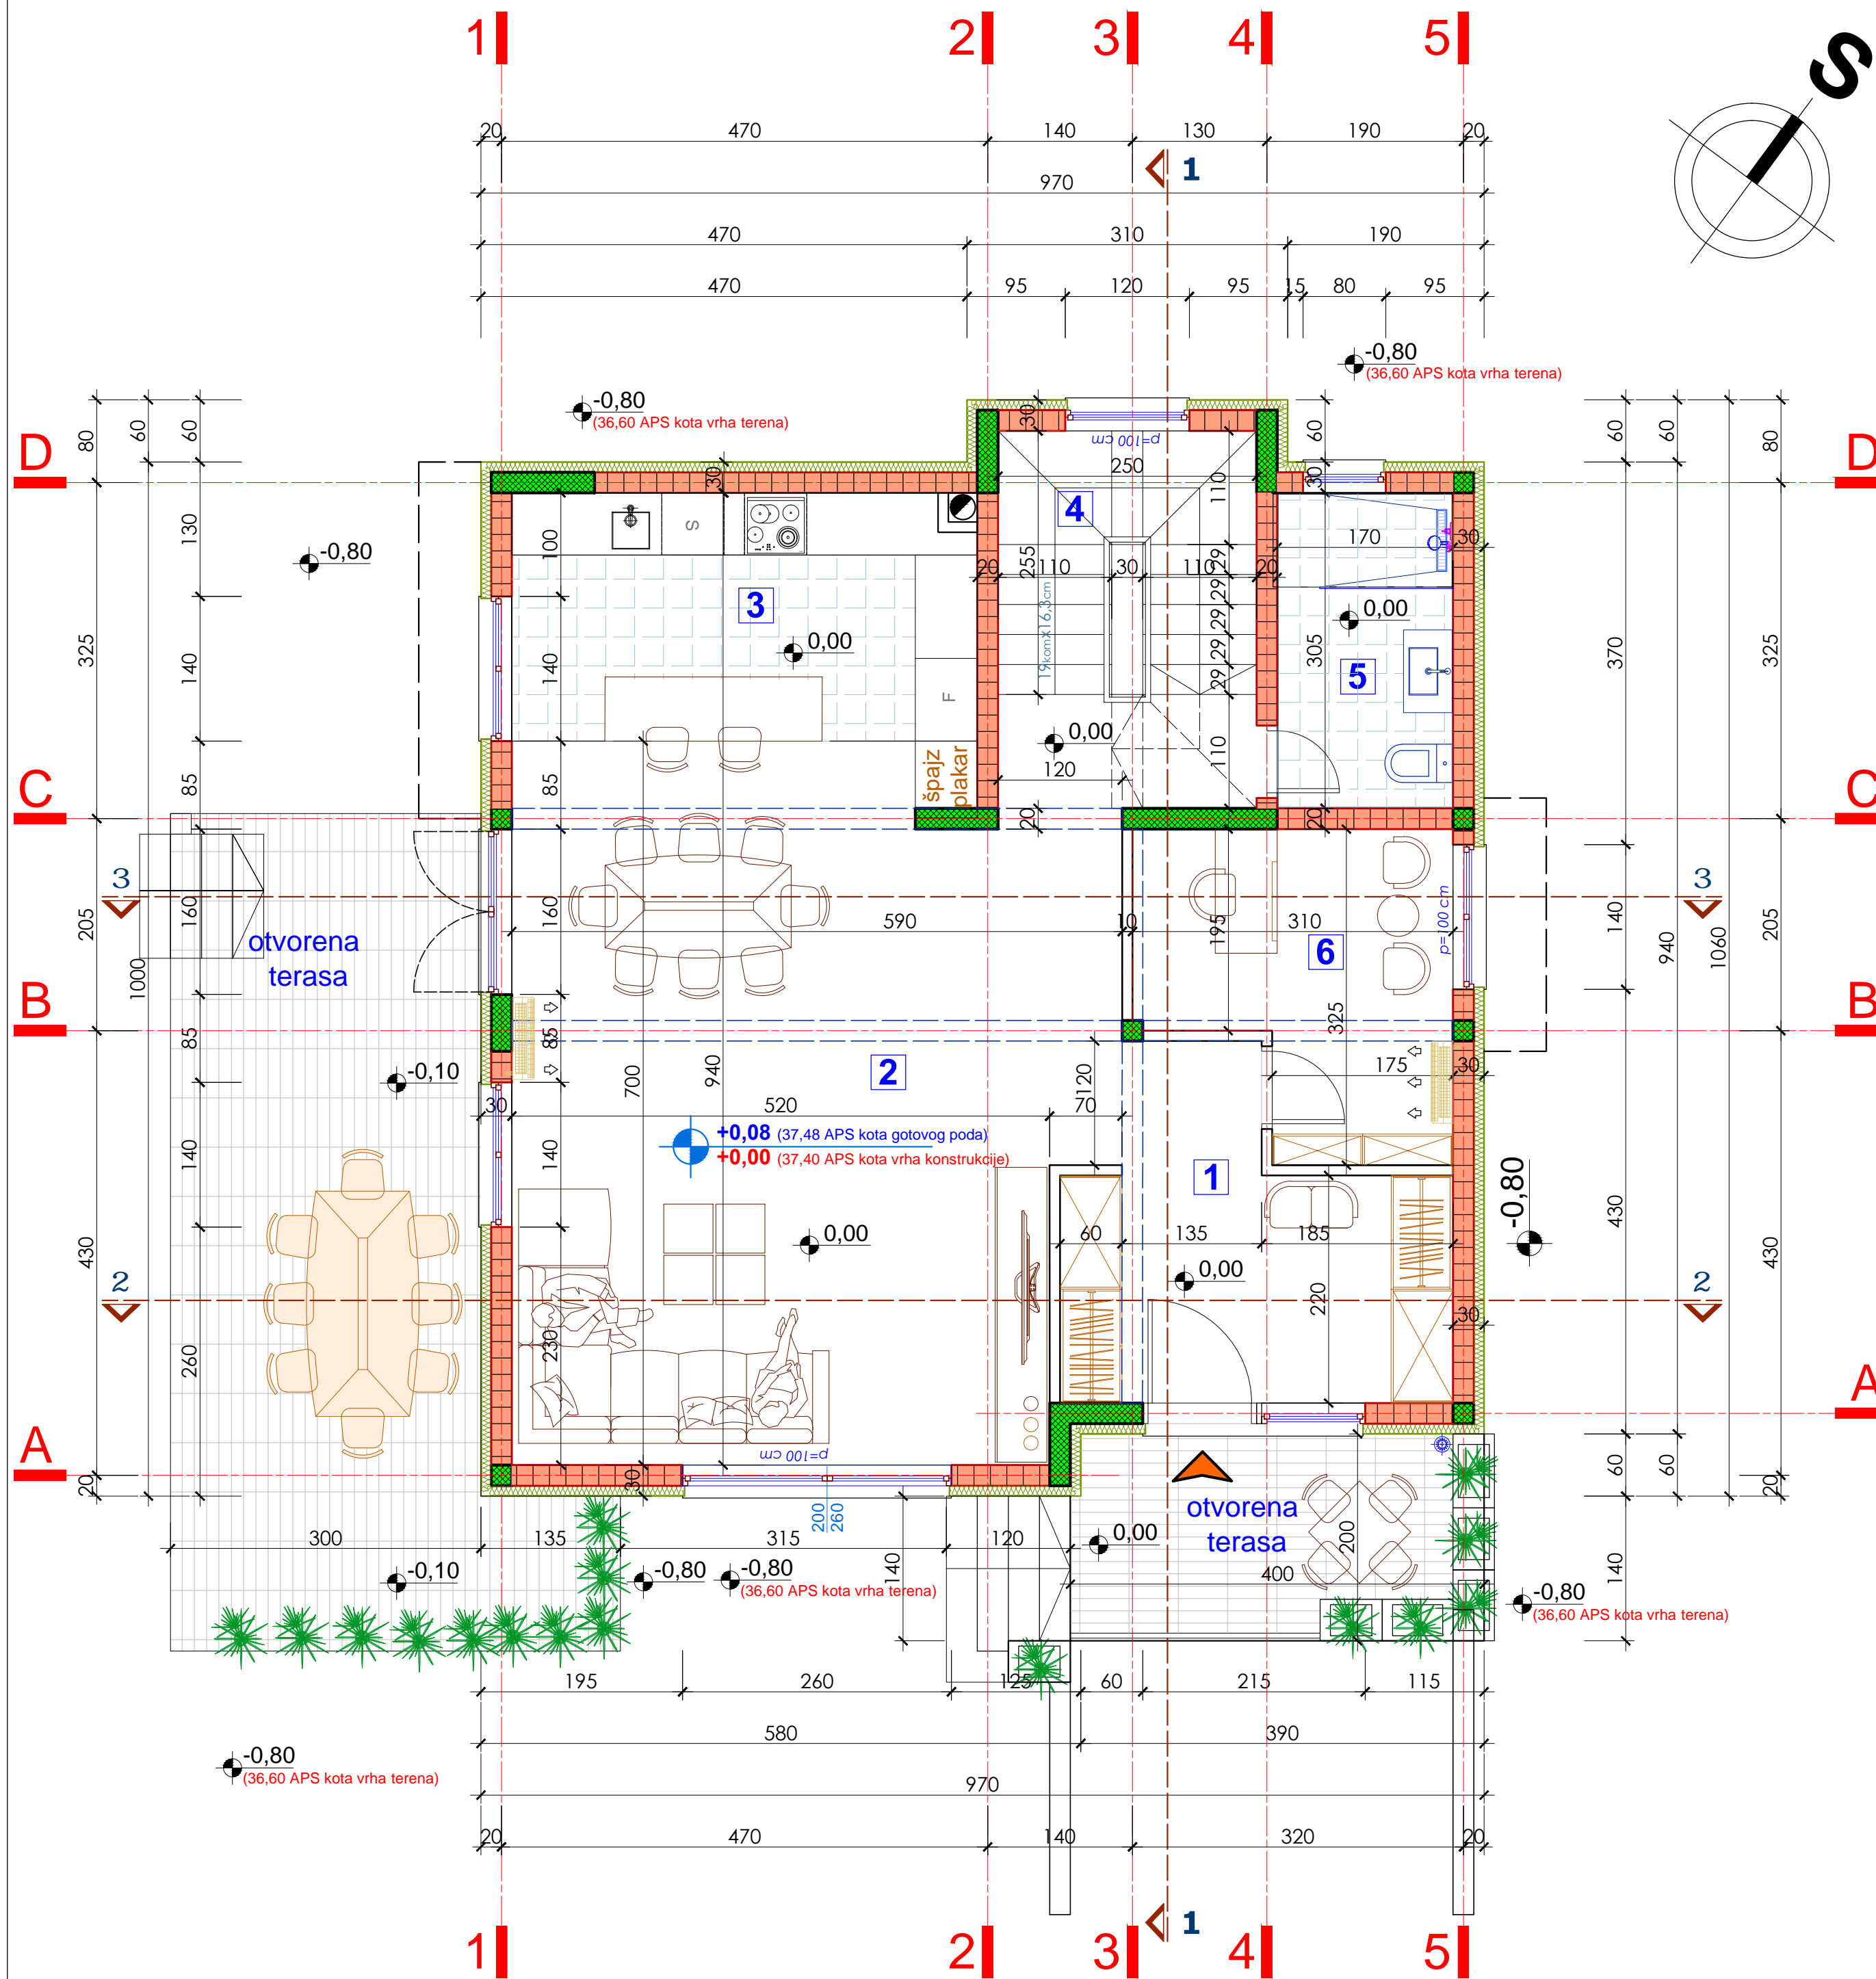 1 2 3 4 5
S
20 470 140 130 190 20
1
970
470 310 190
470 95 120 95 15 80 95
-0,80
(36,60 APS kota vrha terena)
-0,80
(36,60 APS kota vrha terena)
80 60 60
30
60
60 60 80
D
D
p=100 cm
30
250
30
4
110
S
130
-0,80
100
170 30
255
29
20 110 30 110 20
29
3
19komx16,3cm
29
0,00
0,00
325
140
140
29
305
370
325
29
5
F
0,00
110
120
špajz
plakar
85
85
C
C
20
20
3
3
205
160
160
590
10
195
310
p=100 cm
140
205
otvorena
terasa
6
940
1060
1000
B
B
85
85
325
-0,10
700
940
2
120
175 30
30 520 70
+0,08 (37,48 APS kota gotovog poda)
+0,00 (37,40 APS kota vrha konstrukcije)
140
140
1
-0,80
430
0,00
60 135 185
430
430
0,00
2
2
220
30
260
230
A
A
p=100 cm
20
30
60 60 20
200
260
otvorena
terasa
0,00
200
300 135 315 120
140
400
140
-0,10
-0,80
-0,80
(36,60 APS kota vrha terena)
-0,80
(36,60 APS kota vrha terena)
195 260 125 60 215 115
580 390
-0,80
(36,60 APS kota vrha terena)
970
20 470 140 320 20
1
1 2 3 4 5